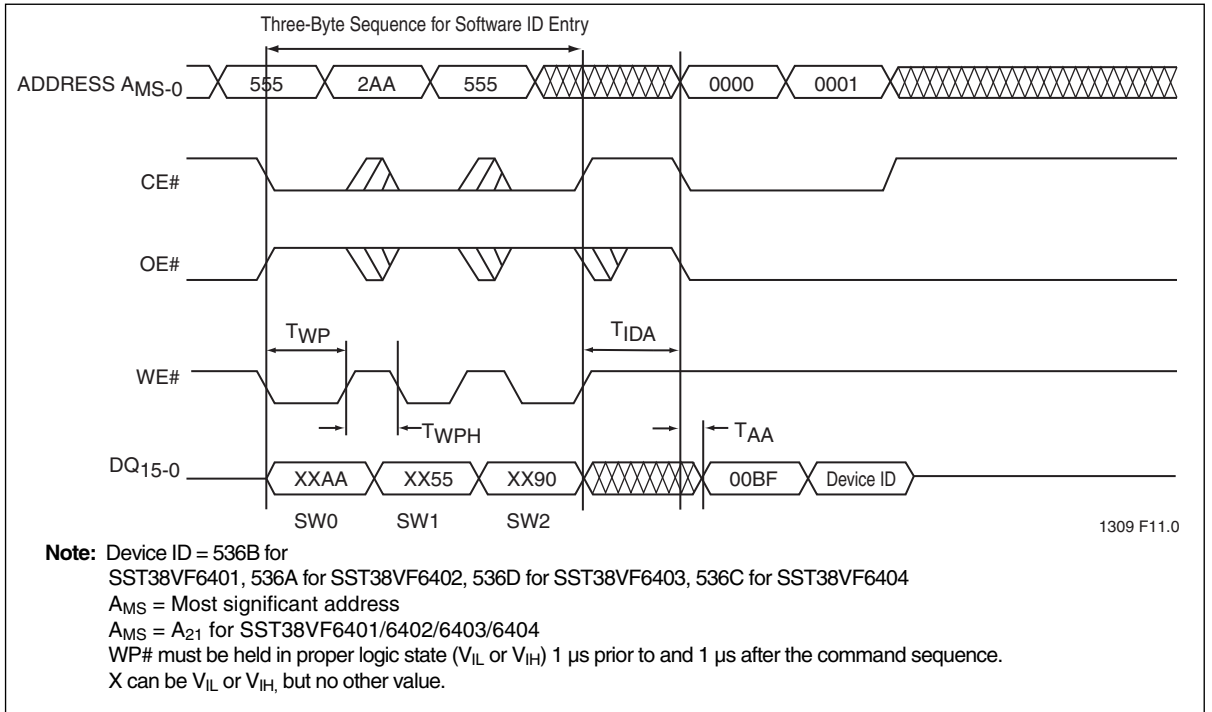 Three-Byte Sequence for Software ID Entry
ADDRESS AMS-0 555 2AA 555 0000 0001
CE#
OE#
TWP TIDA
WE#
TWPH TAA
DQ15-0 XXAA XX55 XX90 00BF Device ID
SW0 SW1 SW2
1309 F11.0
Note: Device ID = 536B for
SST38VF6401, 536A for SST38VF6402, 536D for SST38VF6403, 536C for SST38VF6404
AMS = Most significant address
AMS = A21 for SST38VF6401/6402/6403/6404
WP# must be held in proper logic state (VIL or VIH) 1 µs prior to and 1 µs after the command sequence.
X can be VIL or VIH, but no other value.